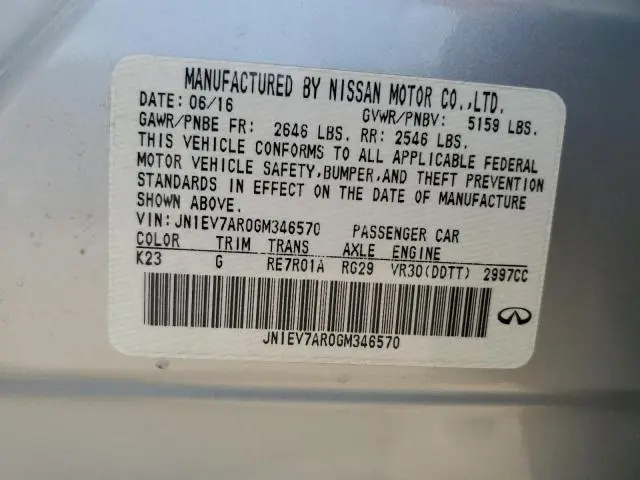 MANUFACTURED BY NISSAN MOTOR CO.,LTD.
DATE: 06/16 GVWR/PNBV: 5159 LBS.
GAWR/PNBE FR: 2646 LBS. RR: 2546 LBS.
THIS VEHICLE CONFORMS TO ALL APPLICABLE FEDERAL
MOTOR VEHICLE SAFETY,BUMPER,AND THEFT PREVENTION
STANDARDS IN EFFECT ON THE DATE OF MANUFACTURE
SHOWN ABOVE.
VIN:JN1EV7AR0GM346570 PASSENGER CAR
COLOR TRIM TRANS AXLE ENGINE
K23 G RE7R01A RG29 VR30(DDTT) 2997CC
JN1EV7AR0GM346570